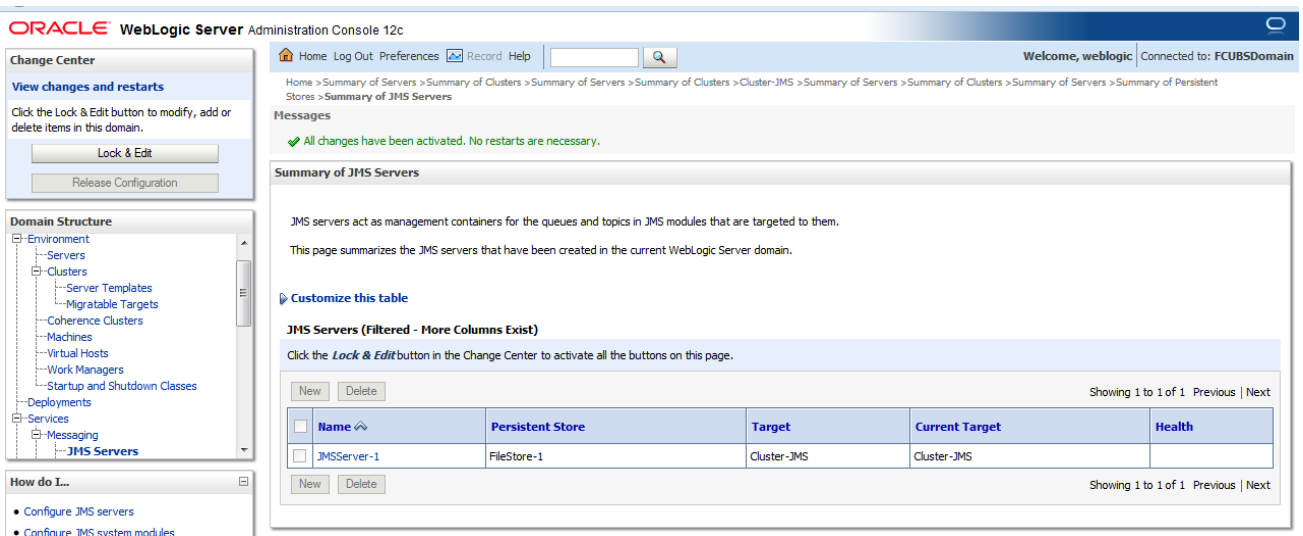 ORACLE WebLogic Server Administration Console 12c
Change Center
View changes and restarts
Click the Lock & Edit button to modify, add or
delete items in this domain.
Lock & Edit
Release Configuration
Domain Structure
Environment
Servers
Clusters
Server Templates
Migratable Targets
Coherence Clusters
Machines
Virtual Hosts
Work Managers
Startup and Shutdown Classes
Deployments
Services
Messaging
JMS Servers
How do I...
• Configure JMS servers
• Configure JMS system modules
Home Log Out Preferences Record Help
Welcome, weblogic Connected to: FCUBSDomain
Home >Summary of Servers >Summary of Clusters >Summary of Servers >Summary of Clusters >Cluster-JMS >Summary of Servers >Summary of Clusters >Summary of Servers >Summary of Persistent
Stores >Summary of JMS Servers
Messages
All changes have been activated. No restarts are necessary.
Summary of JMS Servers
JMS servers act as management containers for the queues and topics in JMS modules that are targeted to them.
This page summarizes the JMS servers that have been created in the current WebLogic Server domain.
Customize this table
JMS Servers (Filtered - More Columns Exist)
Click the Lock & Edit button in the Change Center to activate all the buttons on this page.
New Delete Showing 1 to 1 of 1 Previous | Next
Name Persistent Store Target Current Target Health
JMSServer-1 FileStore-1 Cluster-JMS Cluster-JMS
New Delete Showing 1 to 1 of 1 Previous | Next